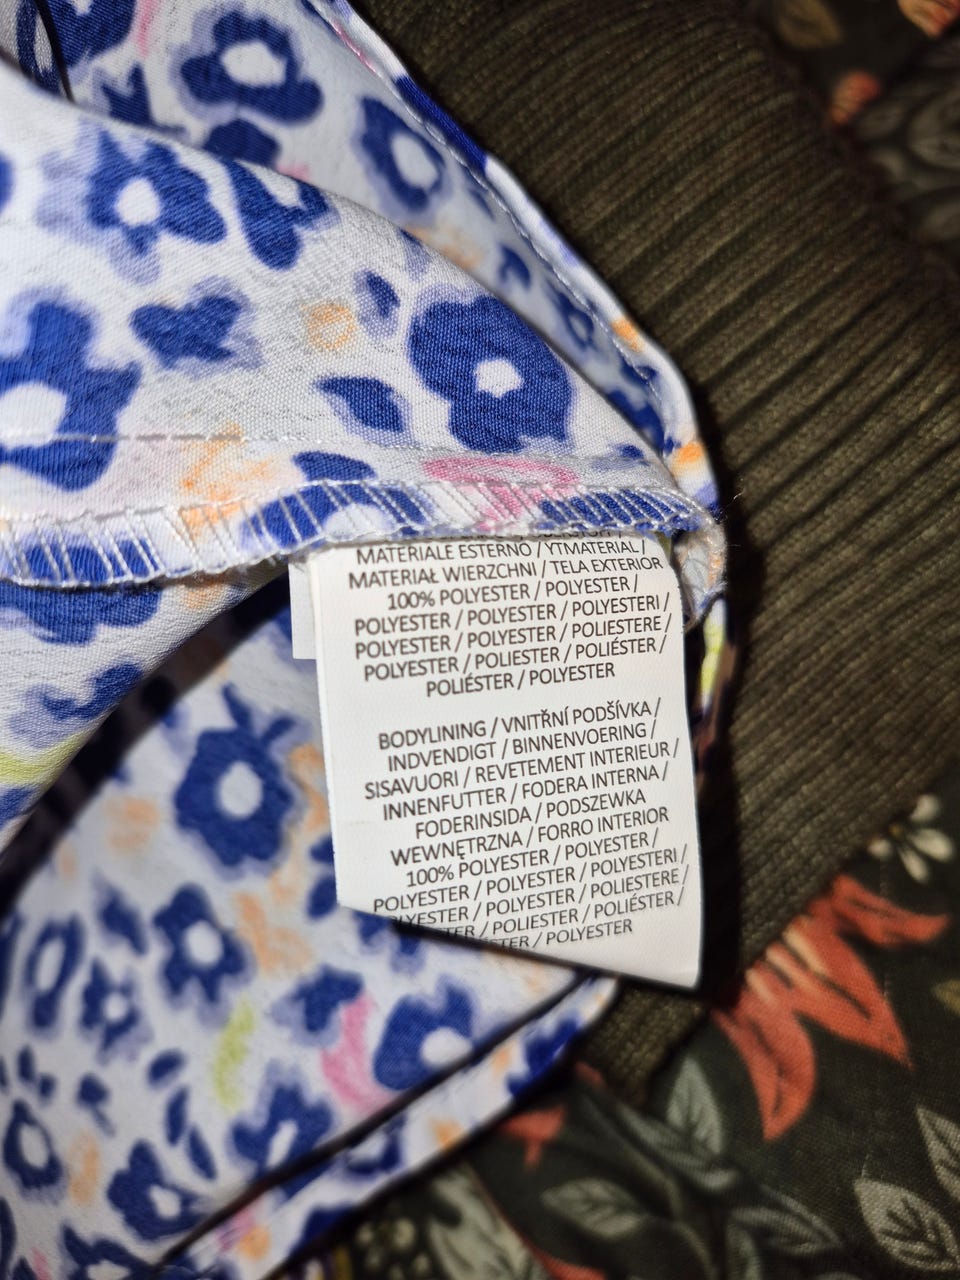 MATERIALE ESTERNO / YTMATERIAL /
MATERIAŁ WIERZCHNI / TELA EXTERIOR
100% POLYESTER / POLYESTER /
POLYESTER / POLYESTER / POLYESTERI /
POLYESTER / POLYESTER / POLIESTERE /
POLYESTER / POLIESTER / POLIÉSTER /
POLIÉSTER / POLYESTER
BODYLINING / VNITŘNÍ PODŠÍVKA /
INDVENDIGT / BINNENVOERING /
SISAVUORI / REVETEMENT INTERIEUR /
INNENFUTTER / FODERA INTERNA /
FODERINSIDA / PODSZEWKA
WEWNĘTRZNA / FORRO INTERIOR
100% POLYESTER / POLYESTER /
POLYESTER / POLYESTER / POLYESTERI /
POLYESTER / POLYESTER / POLIESTERE /
/ POLIESTER / POLIÉSTER /
/ POLYESTER